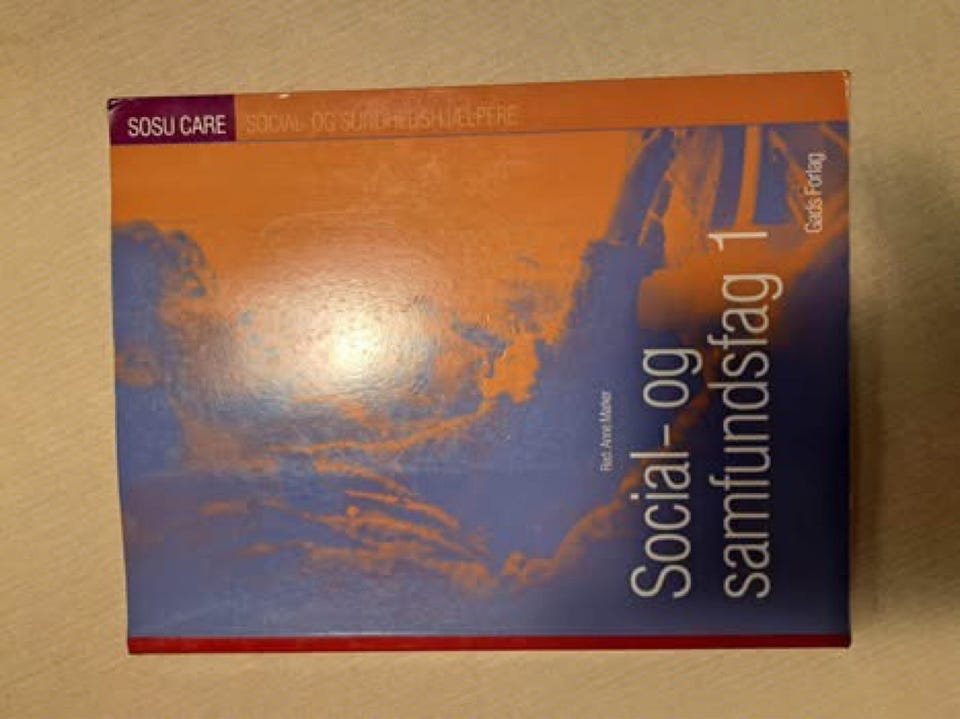 SOSU CARE
SOCIAL- OG SUNDHEDSHJÆLPERE
Red: Anne Marker
Social- og
samfundsfag 1
Gads Forlag